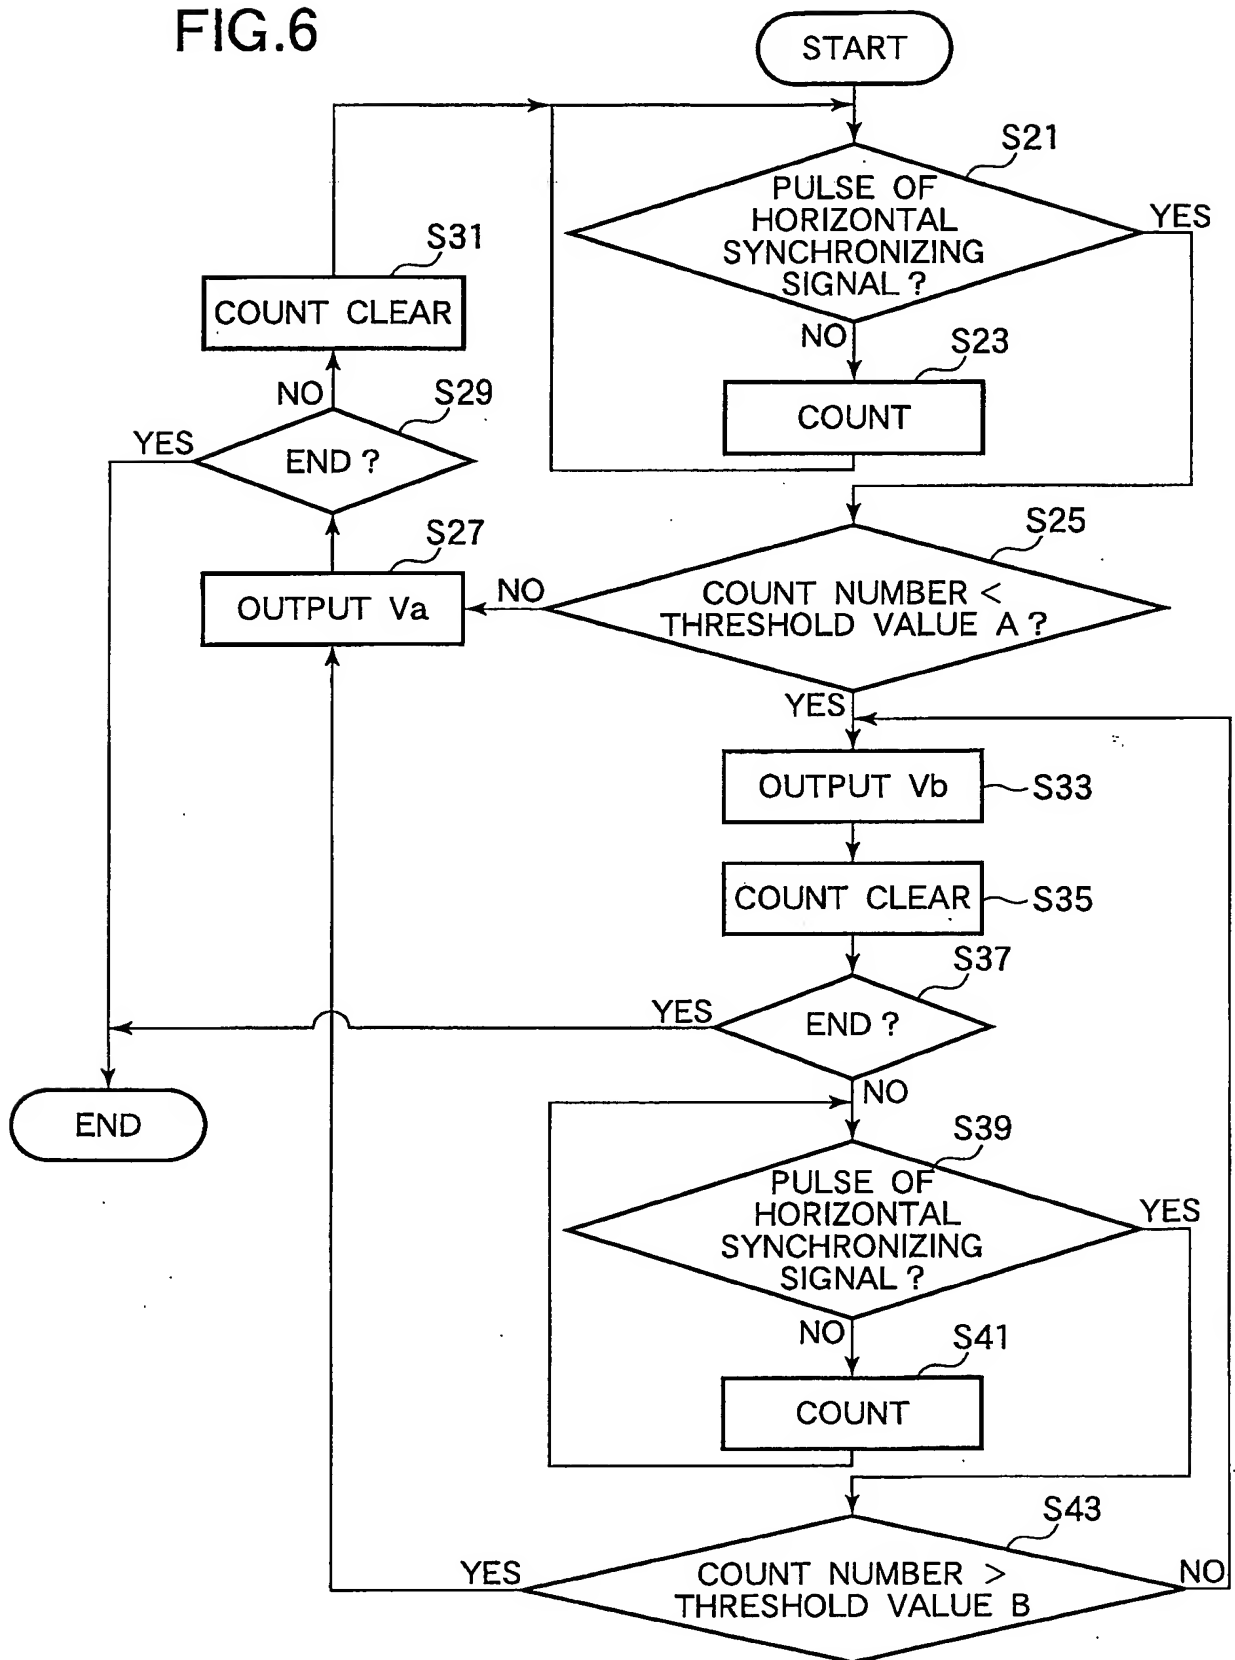 FIG.6
START
S21
PULSE OF
HORIZONTAL
SYNCHRONIZING
SIGNAL?
YES
NO
S23
COUNT
S31
COUNT CLEAR
NO
S29
YES
END?
S27
OUTPUT Va
NO
S25
COUNT NUMBER <
THRESHOLD VALUE A?
YES
OUTPUT Vb
S33
COUNT CLEAR
S35
S37
YES
END?
NO
END
S39
PULSE OF
HORIZONTAL
SYNCHRONIZING
SIGNAL?
YES
NO
S41
COUNT
S43
YES
COUNT NUMBER >
THRESHOLD VALUE B
NO